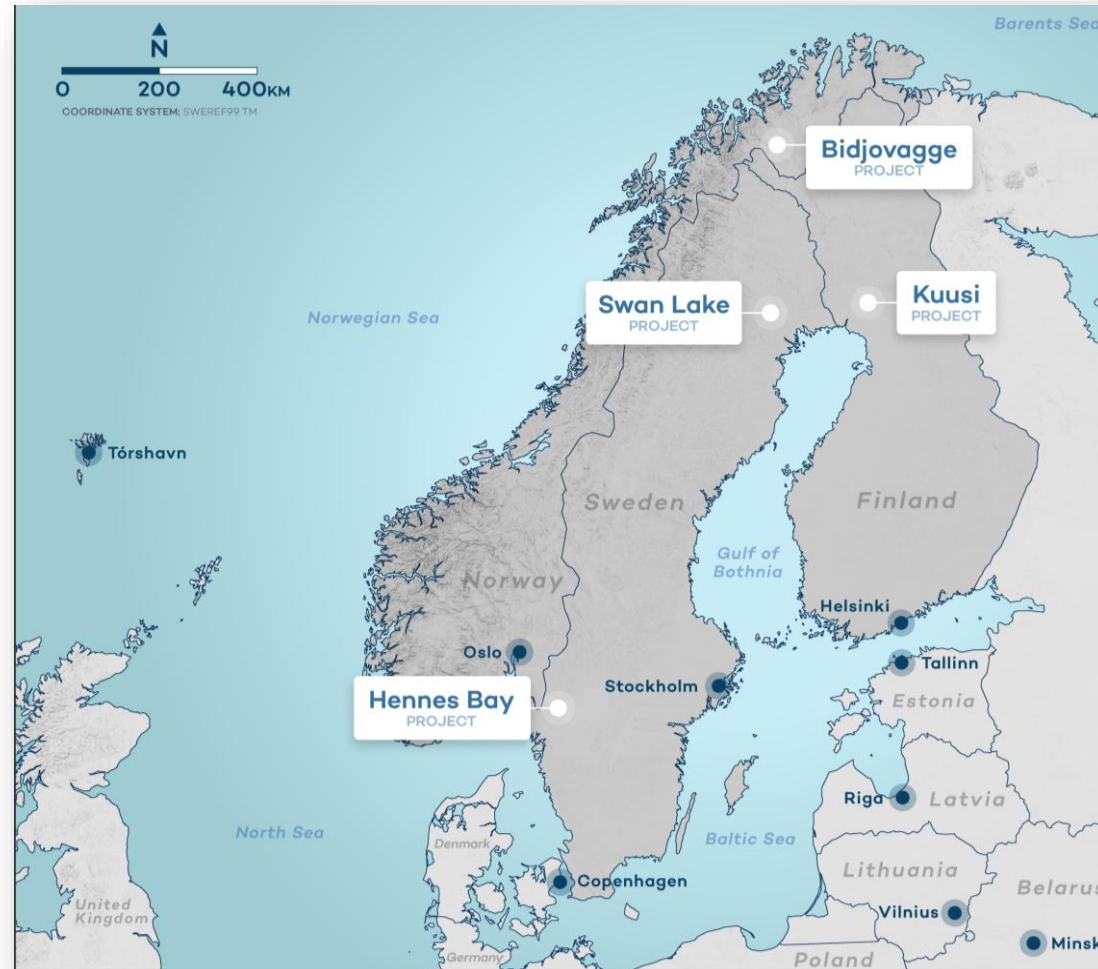 Barents Sea
N
0 200 400KM
COORDINATE SYSTEM: SWEREF99 TM
Bidjovagge
PROJECT
Swan Lake
PROJECT
Kuusi
PROJECT
Norwegian Sea
Tórshavn
Sweden
Finland
Gulf of
Bothnia
Norway
Helsinki
Oslo
Tallinn
Stockholm
Hennes Bay
PROJECT
Estonia
Riga
Latvia
North Sea
Baltic Sea
Denmark
Lithuania
Copenhagen
Belarus
United
Kingdom
Vilnius
Minsk
Germany
Poland